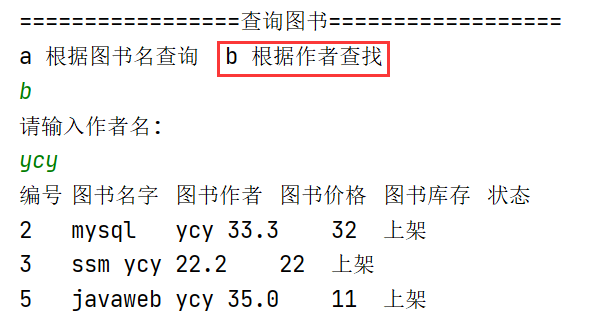 =================查询图书==================
a 根据图书名查询 b 根据作者查找
b
请输入作者名:
ycy
编号 图书名字 图书作者 图书价格 图书库存 状态
2 mysql ycy 33.3 32 上架
3 ssm ycy 22.2 22 上架
5 javaweb ycy 35.0 11 上架